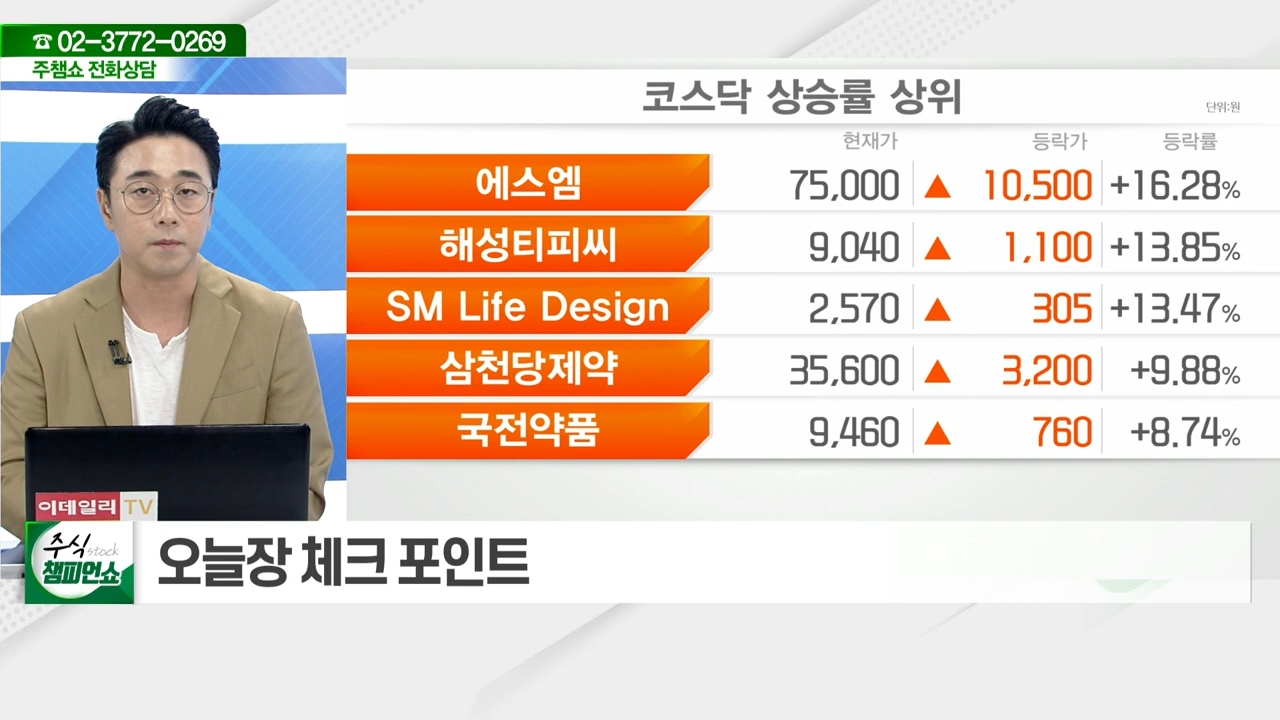 ☎ 02-3772-0269
주챔쇼 전화상담
코스닥 상승률 상위
단위:원
현재가 등락가 등락률
에스엠 75,000 ▲ 10,500 +16.28%
해성티피씨 9,040 ▲ 1,100 +13.85%
SM Life Design 2,570 ▲ 305 +13.47%
삼천당제약 35,600 ▲ 3,200 +9.88%
국전약품 9,460 ▲ 760 +8.74%
이데일리 TV
주식 stock
챔피언쇼
오늘장 체크 포인트